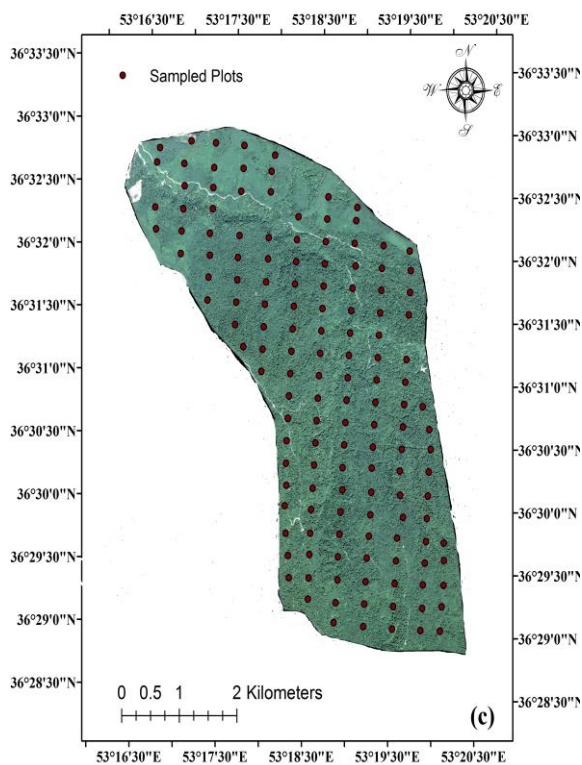 53°16'30"E 53°17'30"E 53°18'30"E 53°19'30"E 53°20'30"E
36°33'30"N
36°33'30"N
Sampled Plots
N
W E
S
36°33'00"N
36°33'00"N
36°32'30"N
36°32'30"N
36°32'00"N
36°32'00"N
36°31'30"N
36°31'30"N
36°31'0"N
36°31'0"N
36°30'30"N
36°30'30"N
36°30'0"N
36°30'0"N
36°29'30"N
36°29'30"N
36°29'0"N
36°29'0"N
36°28'30"N
36°28'30"N
0 0.5 1 2 Kilometers
(c)
53°16'30"E 53°17'30"E 53°18'30"E 53°19'30"E 53°20'30"E